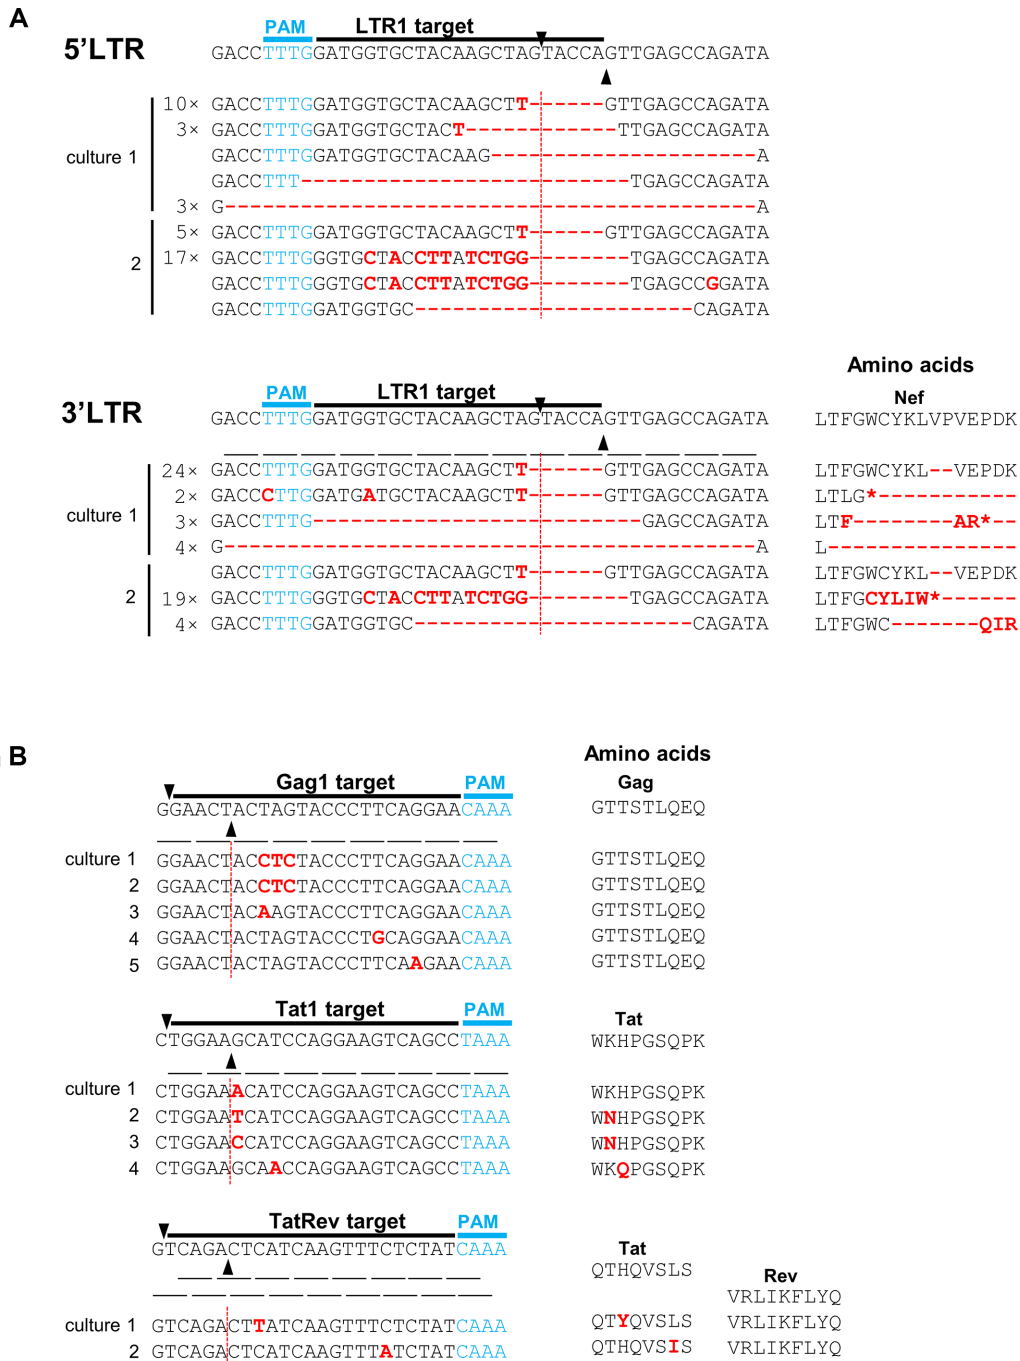 A
PAM LTR1 target
5'LTR GACCTTTGGATGGTGCTACAAGCTAGTACCAGTTGAGCCAGATA
10× GACCTTTGGATGGTGCTACAAGCTT------GTTGAGCCAGATA
3× GACCTTTGGATGGTGCTACT------------TTGAGCCAGATA
culture 1 GACCTTTGGATGGTGCTACAAG---------------------A
GACCTTT--------------------------TGAGCCAGATA
3× G------------------------------------------A
5× GACCTTTGGATGGTGCTACAAGCTT------GTTGAGCCAGATA
2 17× GACCTTTGGGTGCTACCTTATCTGG--------TGAGCCAGATA
GACCTTTGGGTGCTACCTTATCTGG--------TGAGCCGGATA
GACCTTTGGATGGTGC----------------------CAGATA
Amino acids
PAM LTR1 target Nef
3'LTR GACCTTTGGATGGTGCTACAAGCTAGTACCAGTTGAGCCAGATA LTFGWCYKLVPVEPDK
24× GACCTTTGGATGGTGCTACAAGCTT------GTTGAGCCAGATA LTFGWCYKL--VEPDK
2× GACCCTTGGATGATGCTACAAGCTT------GTTGAGCCAGATA LTLG*-----------
culture 1
3× GACCTTTG--------------------------GAGCCAGATA LTF--------AR*--
4× G------------------------------------------A L---------------
GACCTTTGGATGGTGCTACAAGCTT------GTTGAGCCAGATA LTFGWCYKL--VEPDK
2 19× GACCTTTGGGTGCTACCTTATCTGG--------TGAGCCAGATA LTFGCYLIW*------
4× GACCTTTGGATGGTGC----------------------CAGATA LTFGWC-------QIR
B
Amino acids
Gag1 target PAM Gag
GGAACTACTAGTACCCTTCAGGAACAAA GTTSTLQEQ
culture 1 GGAACTACCTCTACCCTTCAGGAACAAA GTTSTLQEQ
2 GGAACTACCTCTACCCTTCAGGAACAAA GTTSTLQEQ
3 GGAACTACAAGTACCCTTCAGGAACAAA GTTSTLQEQ
4 GGAACTACTAGTACCCTGCAGGAACAAA GTTSTLQEQ
5 GGAACTACTAGTACCCTTCAAGAACAAA GTTSTLQEQ
Tat1 target PAM Tat
CTGGAAGCATCCAGGAAGTCAGCCTAAA WKHPGSQPK
culture 1 CTGGAAACATCCAGGAAGTCAGCCTAAA WKHPGSQPK
2 CTGGAATCATCCAGGAAGTCAGCCTAAA WNHPGSQPK
3 CTGGAACCATCCAGGAAGTCAGCCTAAA WNHPGSQPK
4 CTGGAAGCAACCAGGAAGTCAGCCTAAA WKQPGSQPK
TatRev target PAM
GTCAGACTCATCAAGTTTCTCTATCAAA
Tat
QTHQVSLS
Rev
VRLIKFLYQ
culture 1 GTCAGACTTATCAAGTTTCTCTATCAAA QTYQVSLS VRLIKFLYQ
2 GTCAGACTCATCAAGTTTATCTATCAAA QTHQVSIS VRLIKFLYQ